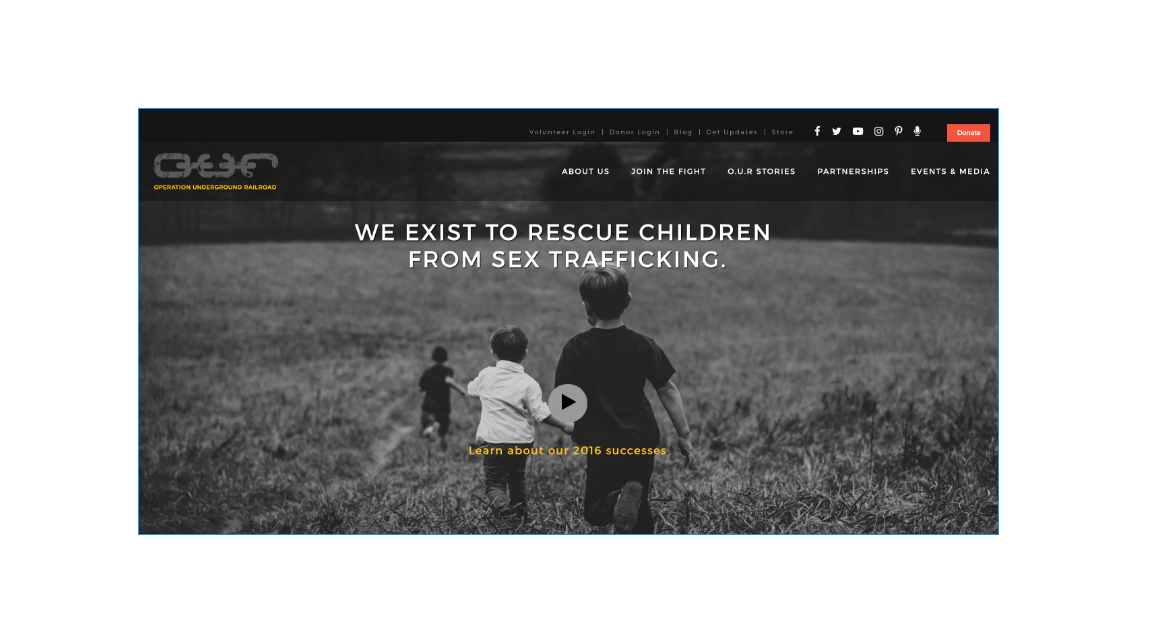 Volunteer Login | Donor Login | Blog | Get Updates | Store
Donate
OUR
OPERATION UNDERGROUND RAILROAD
ABOUT US JOIN THE FIGHT O.U.R STORIES PARTNERSHIPS EVENTS & MEDIA
WE EXIST TO RESCUE CHILDREN
FROM SEX TRAFFICKING.
Learn about our 2016 successes